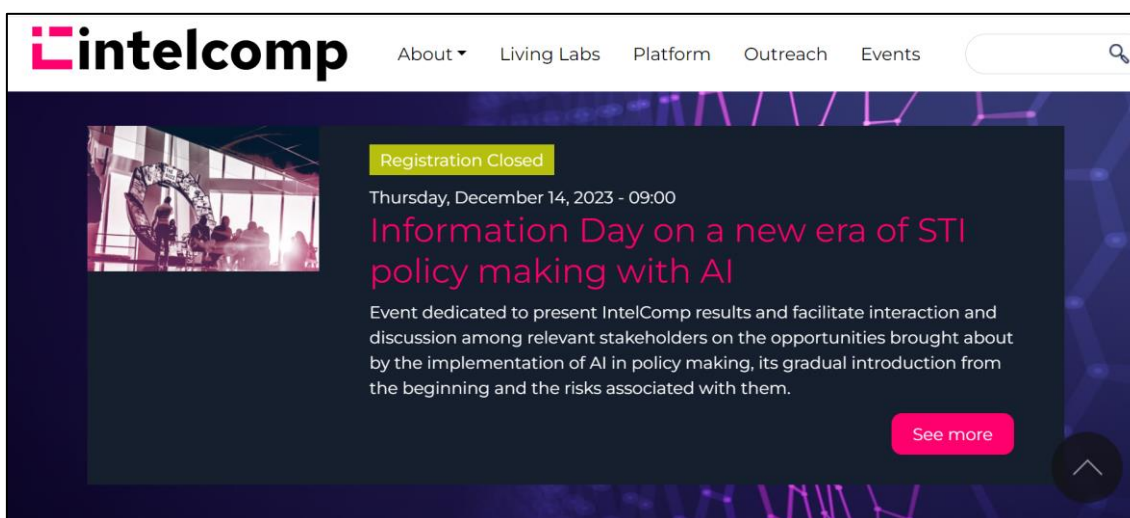 intelcomp
About
Living Labs
Platform
Outreach
Events
Registration Closed
Thursday, December 14, 2023 - 09:00
Information Day on a new era of STI
policy making with AI
Event dedicated to present IntelComp results and facilitate interaction and
discussion among relevant stakeholders on the opportunities brought about
by the implementation of AI in policy making, its gradual introduction from
the beginning and the risks associated with them.
See more